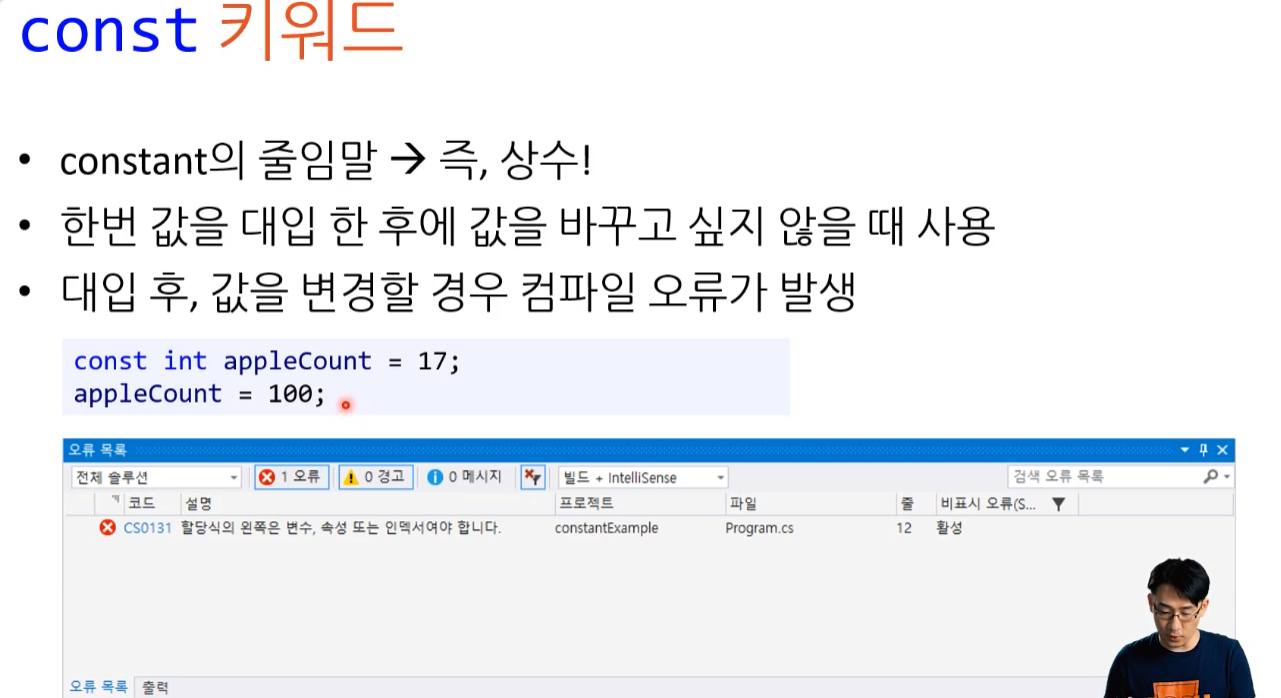 const 키워드
• constant의 줄임말 → 즉, 상수!
• 한번 값을 대입 한 후에 값을 바꾸고 싶지 않을 때 사용
• 대입 후, 값을 변경할 경우 컴파일 오류가 발생
const int appleCount = 17;
appleCount = 100;
오류 목록
전체 솔루션 1 오류 0 경고 0 메시지 빌드 + IntelliSense 검색 오류 목록
코드 설명 프로젝트 파일 줄 비표시 오류(S...
CS0131 할당식의 왼쪽은 변수, 속성 또는 인덱서여야 합니다. constantExample Program.cs 12 활성
오류 목록 출력